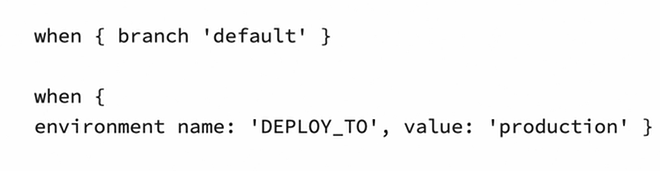 when { branch 'default' }
when {
environment name: 'DEPLOY_TO', value: 'production' }